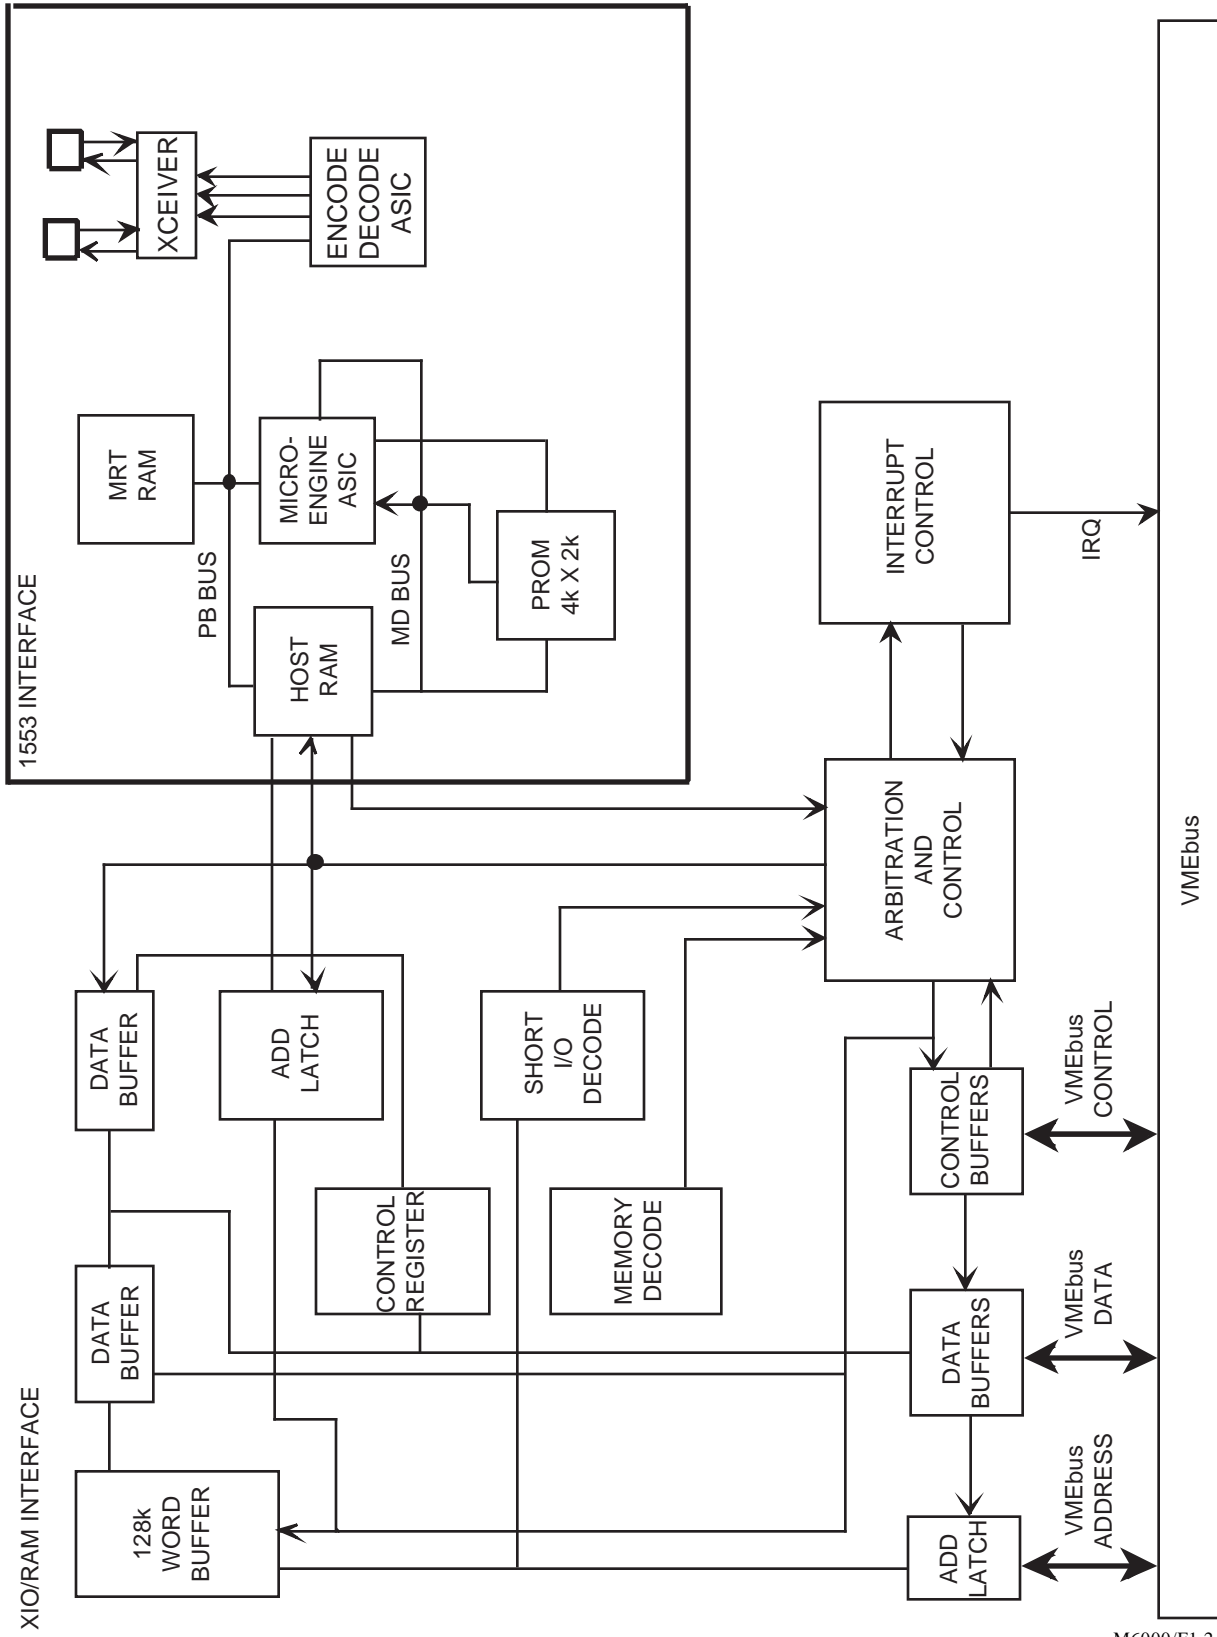 XIO/RAM INTERFACE
1553 INTERFACE
128k
WORD
BUFFER
DATA
BUFFER
DATA
BUFFER
ADD
LATCH
CONTROL
REGISTER
SHORT
I/O
DECODE
MEMORY
DECODE
HOST
RAM
PB BUS
MD BUS
MRT
RAM
MICRO-
ENGINE
ASIC
PROM
4k X 2k
XCEIVER
ENCODE
DECODE
ASIC
ADD
LATCH
DATA
BUFFERS
CONTROL
BUFFERS
ARBITRATION
AND
CONTROL
INTERRUPT
CONTROL
IRQ
VMEbus
ADDRESS
VMEbus
DATA
VMEbus
CONTROL
VMEbus